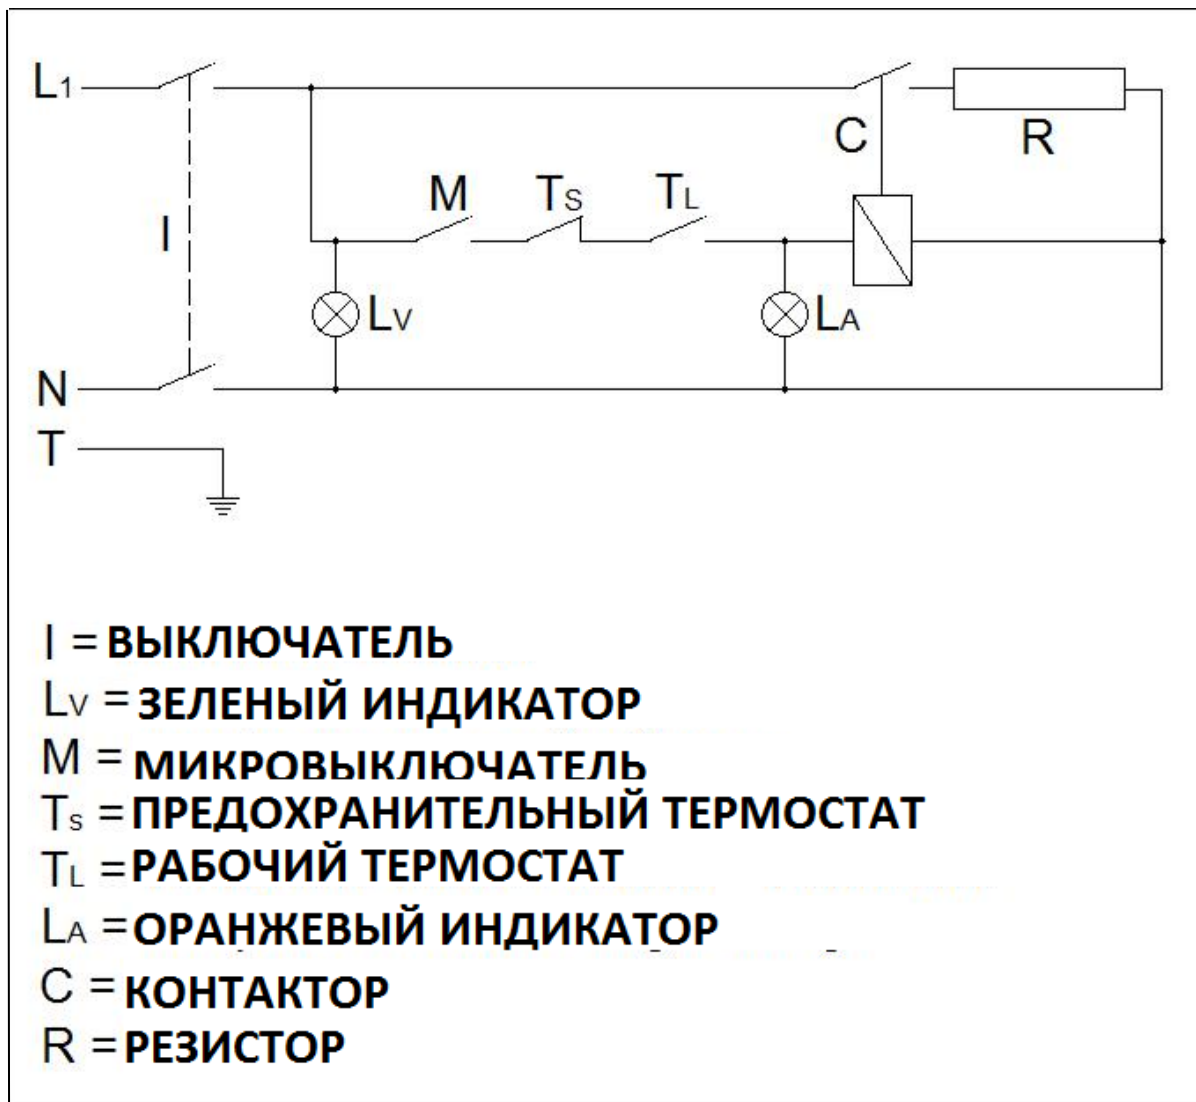 L1
C
R
M
Ts
TL
I
Lv
LA
N
T
I = ВЫКЛЮЧАТЕЛЬ
Lv = ЗЕЛЕНЫЙ ИНДИКАТОР
M = МИКРОВЫКЛЮЧАТЕЛЬ
Ts = ПРЕДОХРАНИТЕЛЬНЫЙ ТЕРМОСТАТ
TL = РАБОЧИЙ ТЕРМОСТАТ
LA = ОРАНЖЕВЫЙ ИНДИКАТОР
C = КОНТАКТОР
R = РЕЗИСТОР